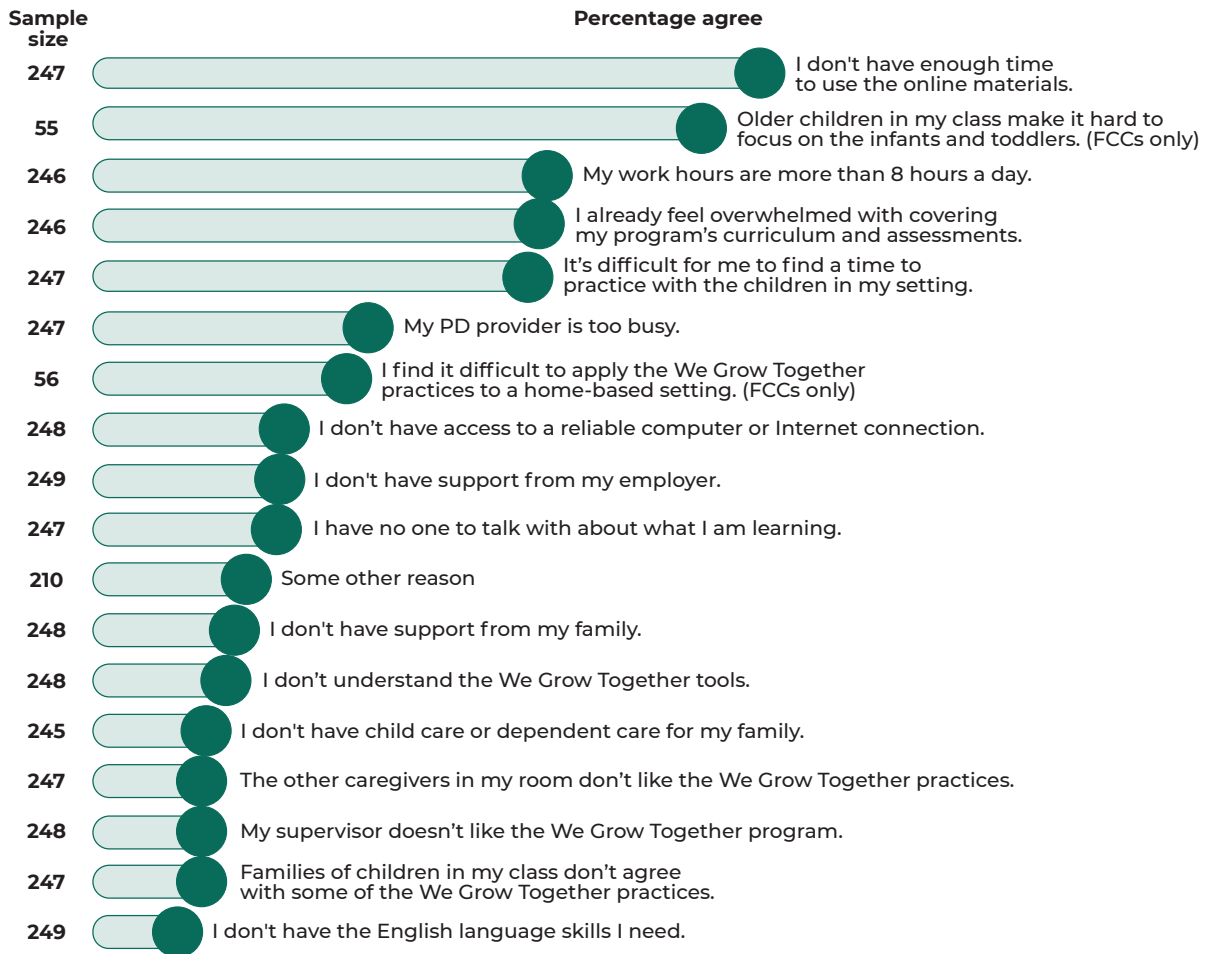 Sample
size
Percentage agree
247
I don't have enough time
to use the online materials.
55
Older children in my class make it hard to
focus on the infants and toddlers. (FCCs only)
246
My work hours are more than 8 hours a day.
246
I already feel overwhelmed with covering
my program’s curriculum and assessments.
247
It’s difficult for me to find a time to
practice with the children in my setting.
247
My PD provider is too busy.
56
I find it difficult to apply the We Grow Together
practices to a home-based setting. (FCCs only)
248
I don’t have access to a reliable computer or Internet connection.
249
I don't have support from my employer.
247
I have no one to talk with about what I am learning.
210
Some other reason
248
I don't have support from my family.
248
I don’t understand the We Grow Together tools.
245
I don't have child care or dependent care for my family.
247
The other caregivers in my room don’t like the We Grow Together practices.
248
My supervisor doesn’t like the We Grow Together program.
247
Families of children in my class don’t agree
with some of the We Grow Together practices.
249
I don't have the English language skills I need.